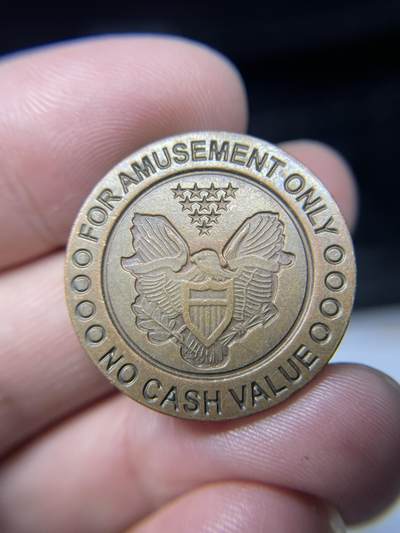 FOR AMUSEMENT ONLY
NO CASH VALUE